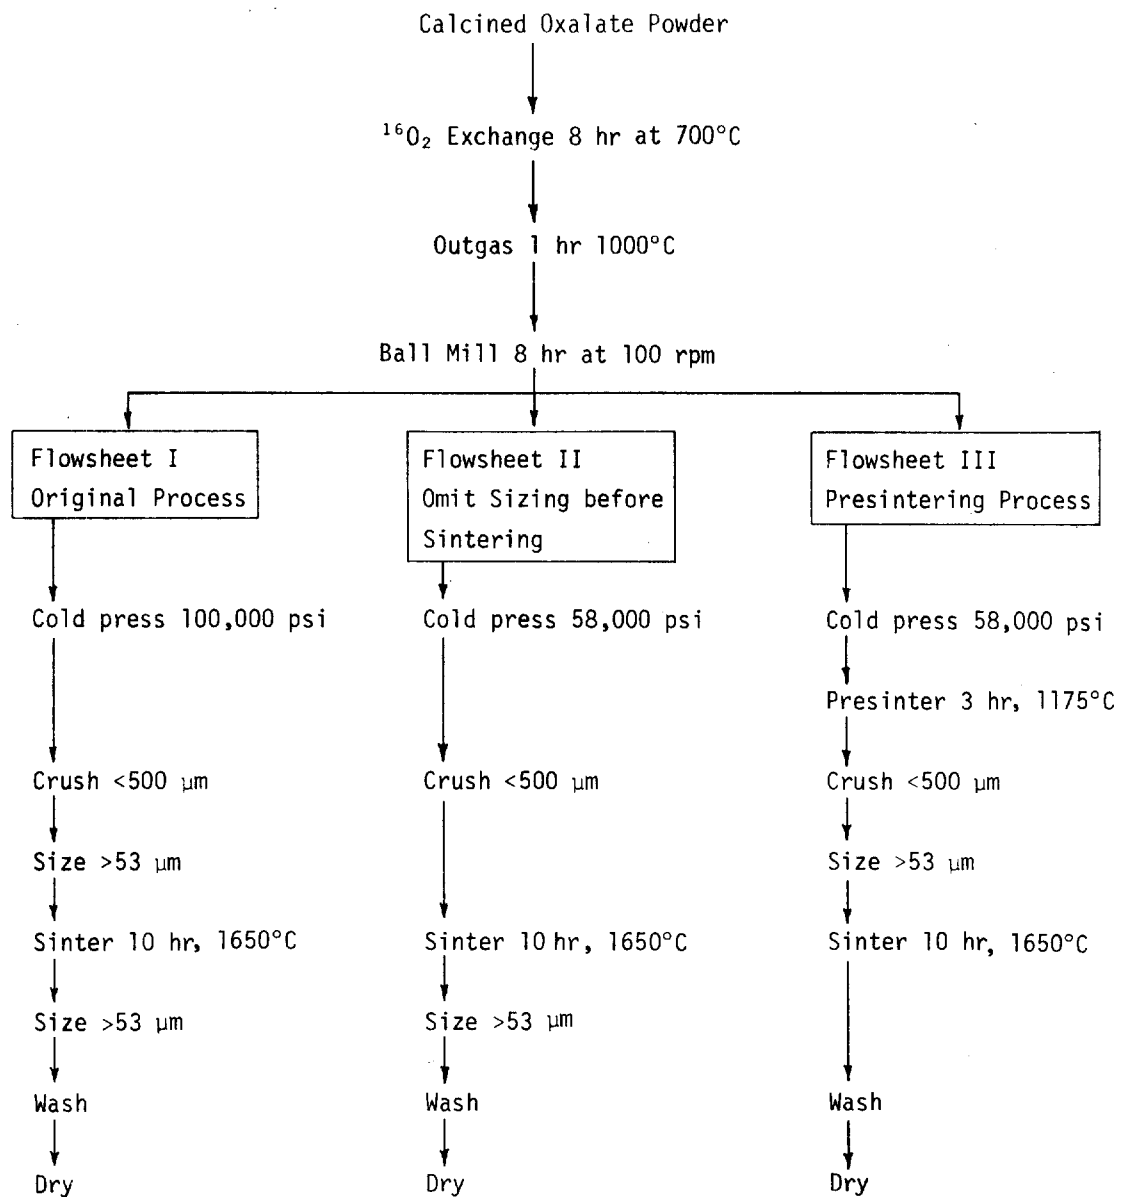 Calcined Oxalate Powder
¹⁶O₂ Exchange 8 hr at 700°C
Outgas 1 hr 1000°C
Ball Mill 8 hr at 100 rpm
Flowsheet I
Original Process
Cold press 100,000 psi
Crush <500 μm
Size >53 μm
Sinter 10 hr, 1650°C
Size >53 μm
Wash
Dry
Flowsheet II
Omit Sizing before
Sintering
Cold press 58,000 psi
Crush <500 μm
Sinter 10 hr, 1650°C
Size >53 μm
Wash
Dry
Flowsheet III
Presintering Process
Cold press 58,000 psi
Presinter 3 hr, 1175°C
Crush <500 μm
Size >53 μm
Sinter 10 hr, 1650°C
Wash
Dry